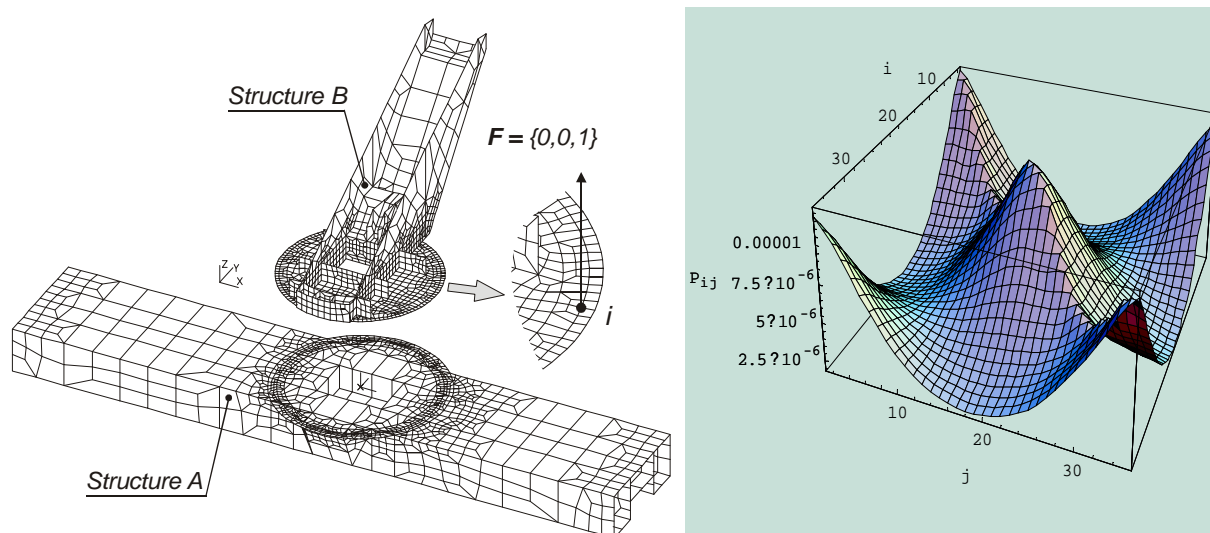 Structure B
F = {0,0,1}
Z Y
X
i
Structure A
i
10
20
30
0.00001
Pij 7.5?10-6
5?10-6
2.5?10-6
10
20
30
j